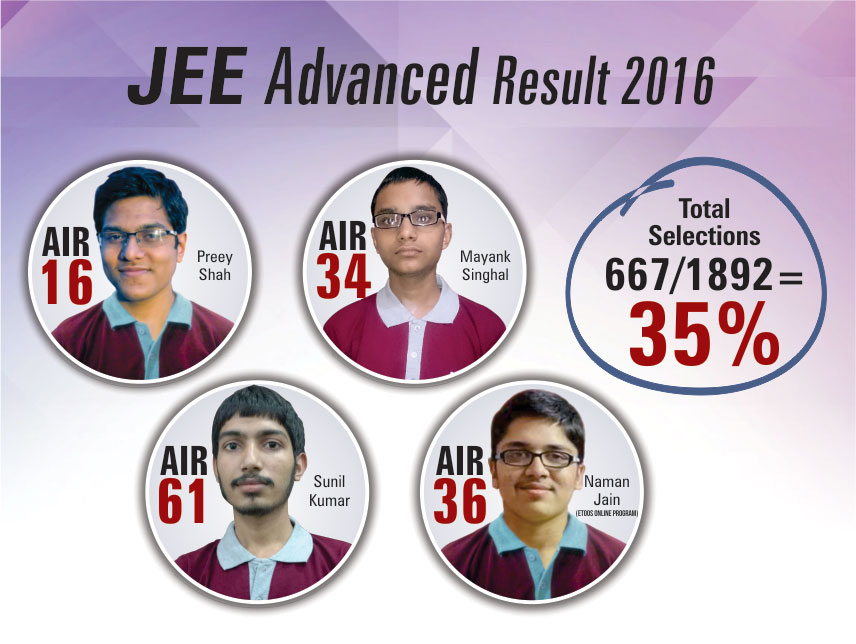 JEE Advanced Result 2016
AIR
16
Preey
Shah
AIR
34
Mayank
Singhal
Total
Selections
667/1892=
35%
AIR
61
Sunil
Kumar
AIR
36
Naman
Jain
(ETOOS ONLINE PROGRAM)